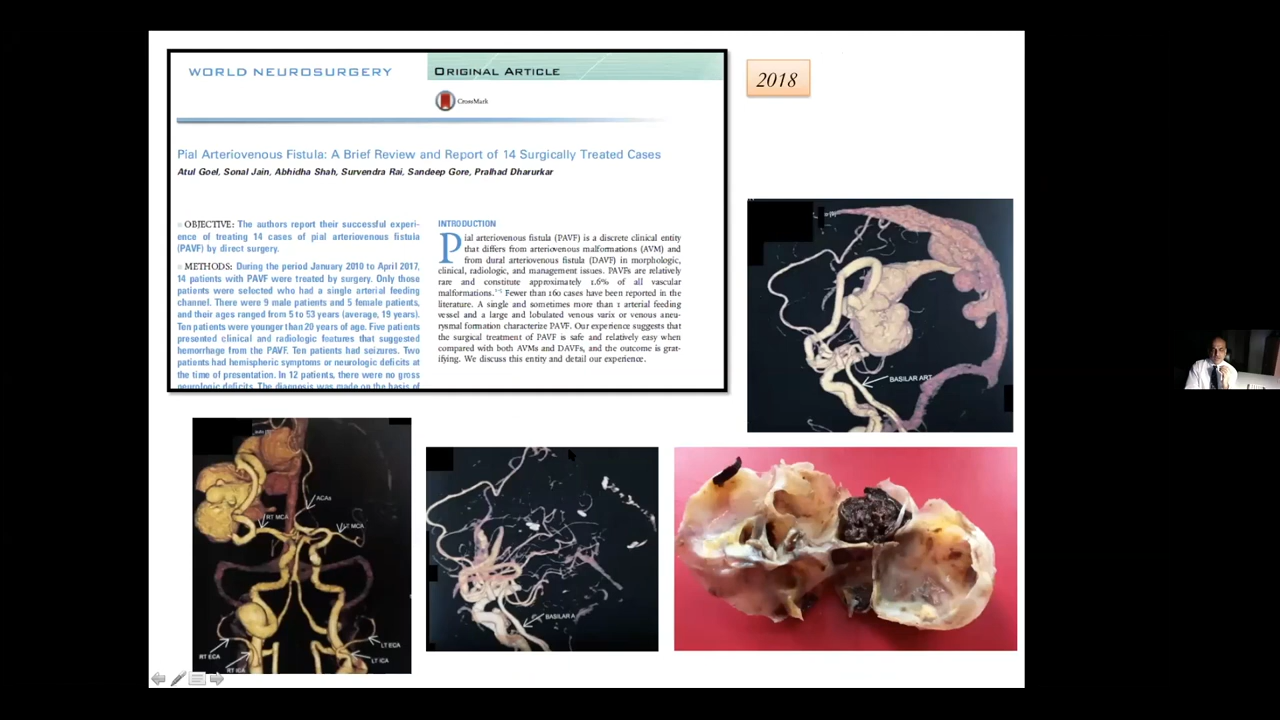 WORLD NEUROSURGERY
ORIGINAL ARTICLE
CrossMark
2018
Pial Arteriovenous Fistula: A Brief Review and Report of 14 Surgically Treated Cases
Atul Goel, Sonal Jain, Abhidha Shah, Survendra Rai, Sandeep Gore, Pralhad Dharurkar
OBJECTIVE: The authors report their successful experi-
ence of treating 14 cases of pial arteriovenous fistula
(PAVF) by direct surgery.
METHODS: During the period January 2010 to April 2017,
14 patients with PAVF were treated by surgery. Only those
patients were selected who had a single arterial feeding
channel. There were 9 male patients and 5 female patients,
and their ages ranged from 5 to 53 years (average, 19 years).
Ten patients were younger than 20 years of age. Five patients
presented clinical and radiologic features that suggested
hemorrhage from the PAVF. Ten patients had seizures. Two
patients had hemispheric symptoms or neurologic deficits at
the time of presentation. In 12 patients, there were no gross
neurologic deficits. The diagnosis was made on the basis of
INTRODUCTION
Pial arteriovenous fistula (PAVF) is a discrete clinical entity
that differs from arteriovenous malformations (AVM) and
from dural arteriovenous fistula (DAVF) in morphologic,
clinical, radiologic, and management issues. PAVFs are relatively
rare and constitute approximately 1.6% of all vascular
malformations.¹⁻⁵ Fewer than 160 cases have been reported in the
literature. A single and sometimes more than 1 arterial feeding
vessel and a large and lobulated venous varix or venous aneu-
rysmal formation characterize PAVF. Our experience suggests that
the surgical treatment of PAVF is safe and relatively easy when
compared with both AVMs and DAVFs, and the outcome is grat-
ifying. We discuss this entity and detail our experience.
BASILAR ART
ACAs
RT MCA
LT MCA
RT ECA
RT ICA
LT ECA
LT ICA
BASILAR A